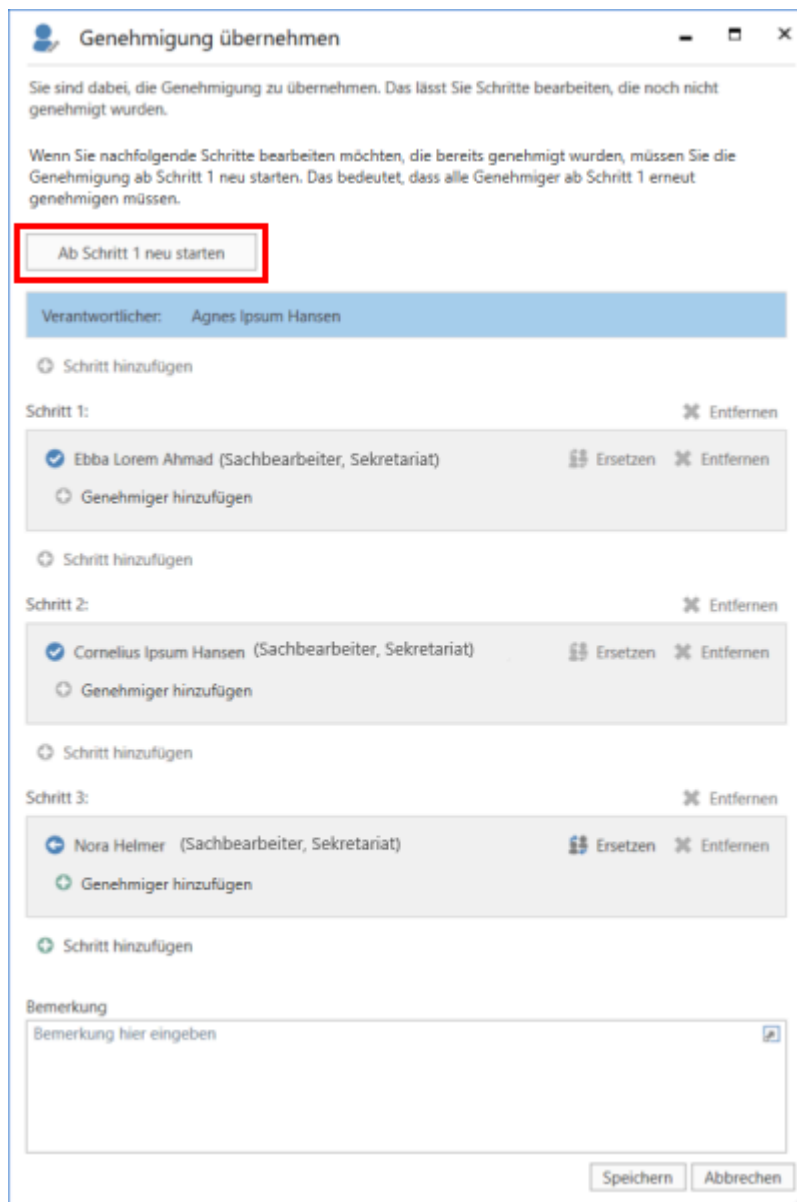 Genehmigung übernehmen
Sie sind dabei, die Genehmigung zu übernehmen. Das lässt Sie Schritte bearbeiten, die noch nicht
genehmigt wurden.
Wenn Sie nachfolgende Schritte bearbeiten möchten, die bereits genehmigt wurden, müssen Sie die
Genehmigung ab Schritt 1 neu starten. Das bedeutet, dass alle Genehmiger ab Schritt 1 erneut
genehmigen müssen.
Ab Schritt 1 neu starten
Verantwortlicher: Agnes Ipsum Hansen
Schritt hinzufügen
Schritt 1: Entfernen
Ebba Lorem Ahmad (Sachbearbeiter, Sekretariat) Ersetzen Entfernen
Genehmiger hinzufügen
Schritt hinzufügen
Schritt 2: Entfernen
Cornelius Ipsum Hansen (Sachbearbeiter, Sekretariat) Ersetzen Entfernen
Genehmiger hinzufügen
Schritt hinzufügen
Schritt 3: Entfernen
Nora Helmer (Sachbearbeiter, Sekretariat) Ersetzen Entfernen
Genehmiger hinzufügen
Schritt hinzufügen
Bemerkung
Bemerkung hier eingeben
Speichern Abbrechen